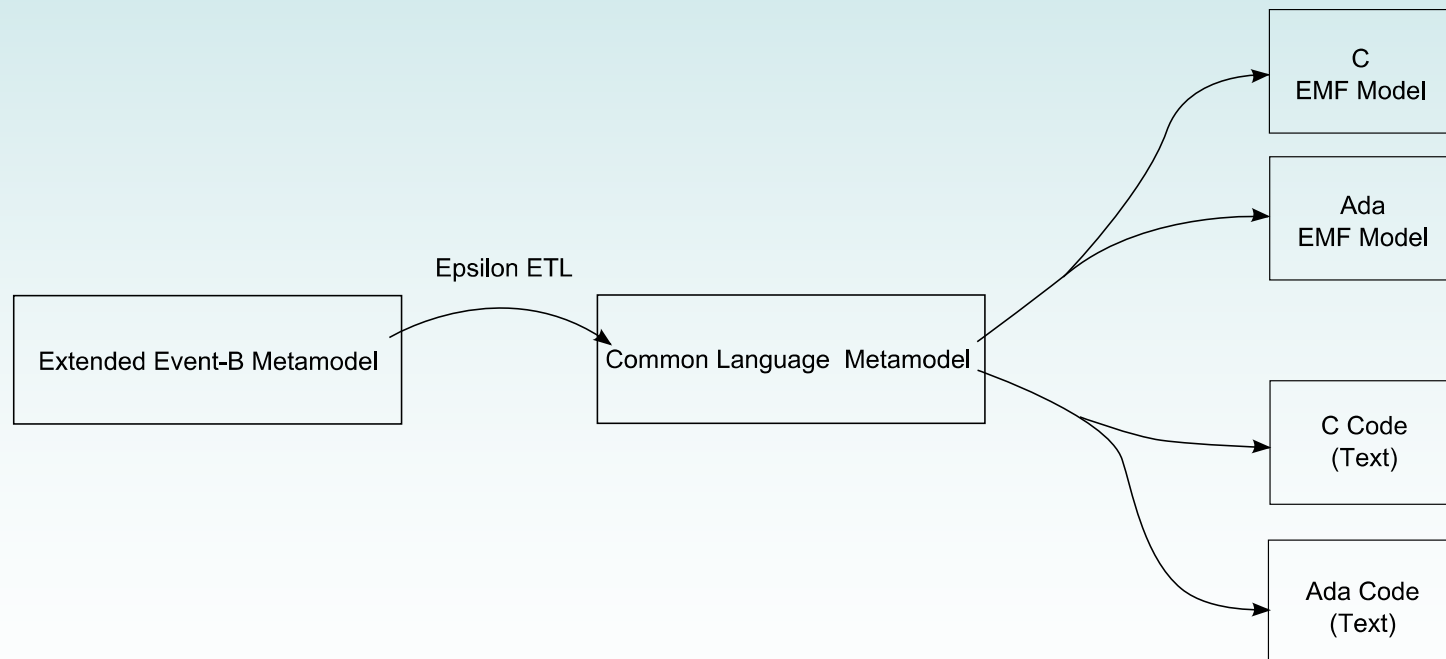 C
EMF Model
Ada
EMF Model
Epsilon ETL
Extended Event-B Metamodel
Common Language  Metamodel
C Code
(Text)
Ada Code
(Text)